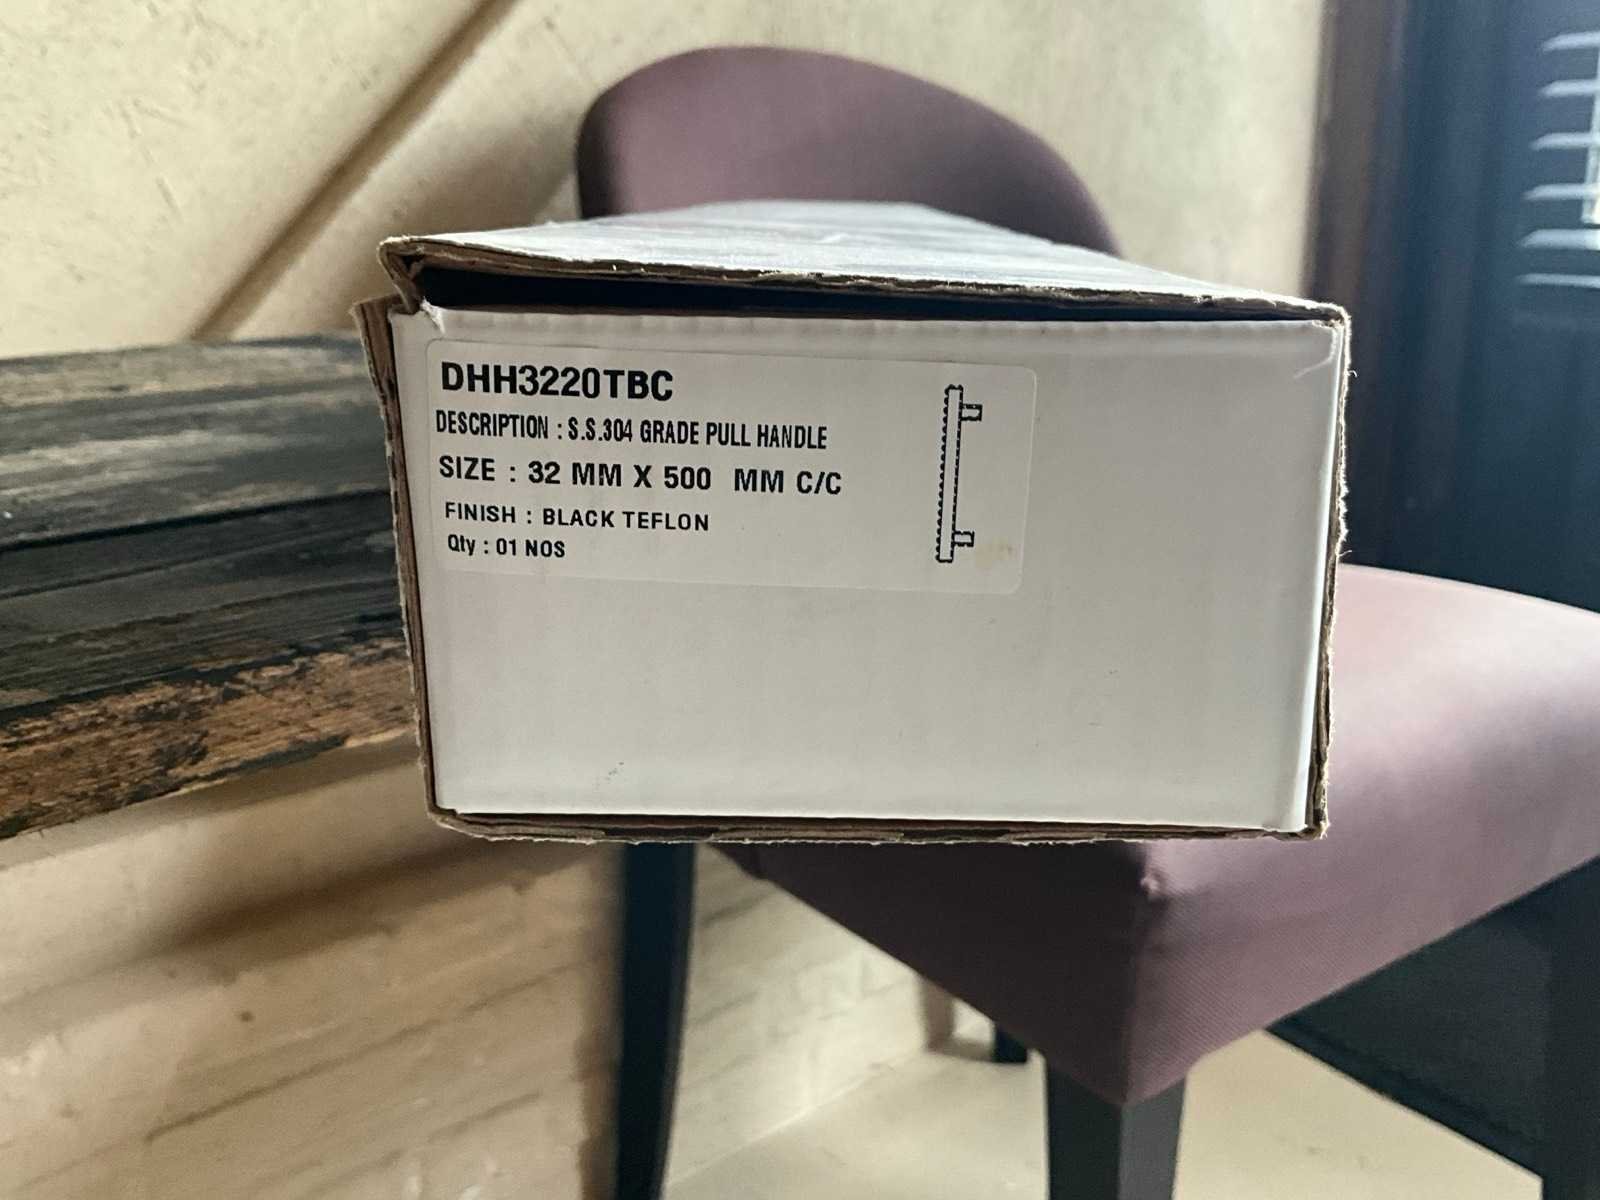 DHH3220TBC
DESCRIPTION : S.S.304 GRADE PULL HANDLE
SIZE : 32 MM X 500 MM C/C
FINISH : BLACK TEFLON
Qty : 01 NOS